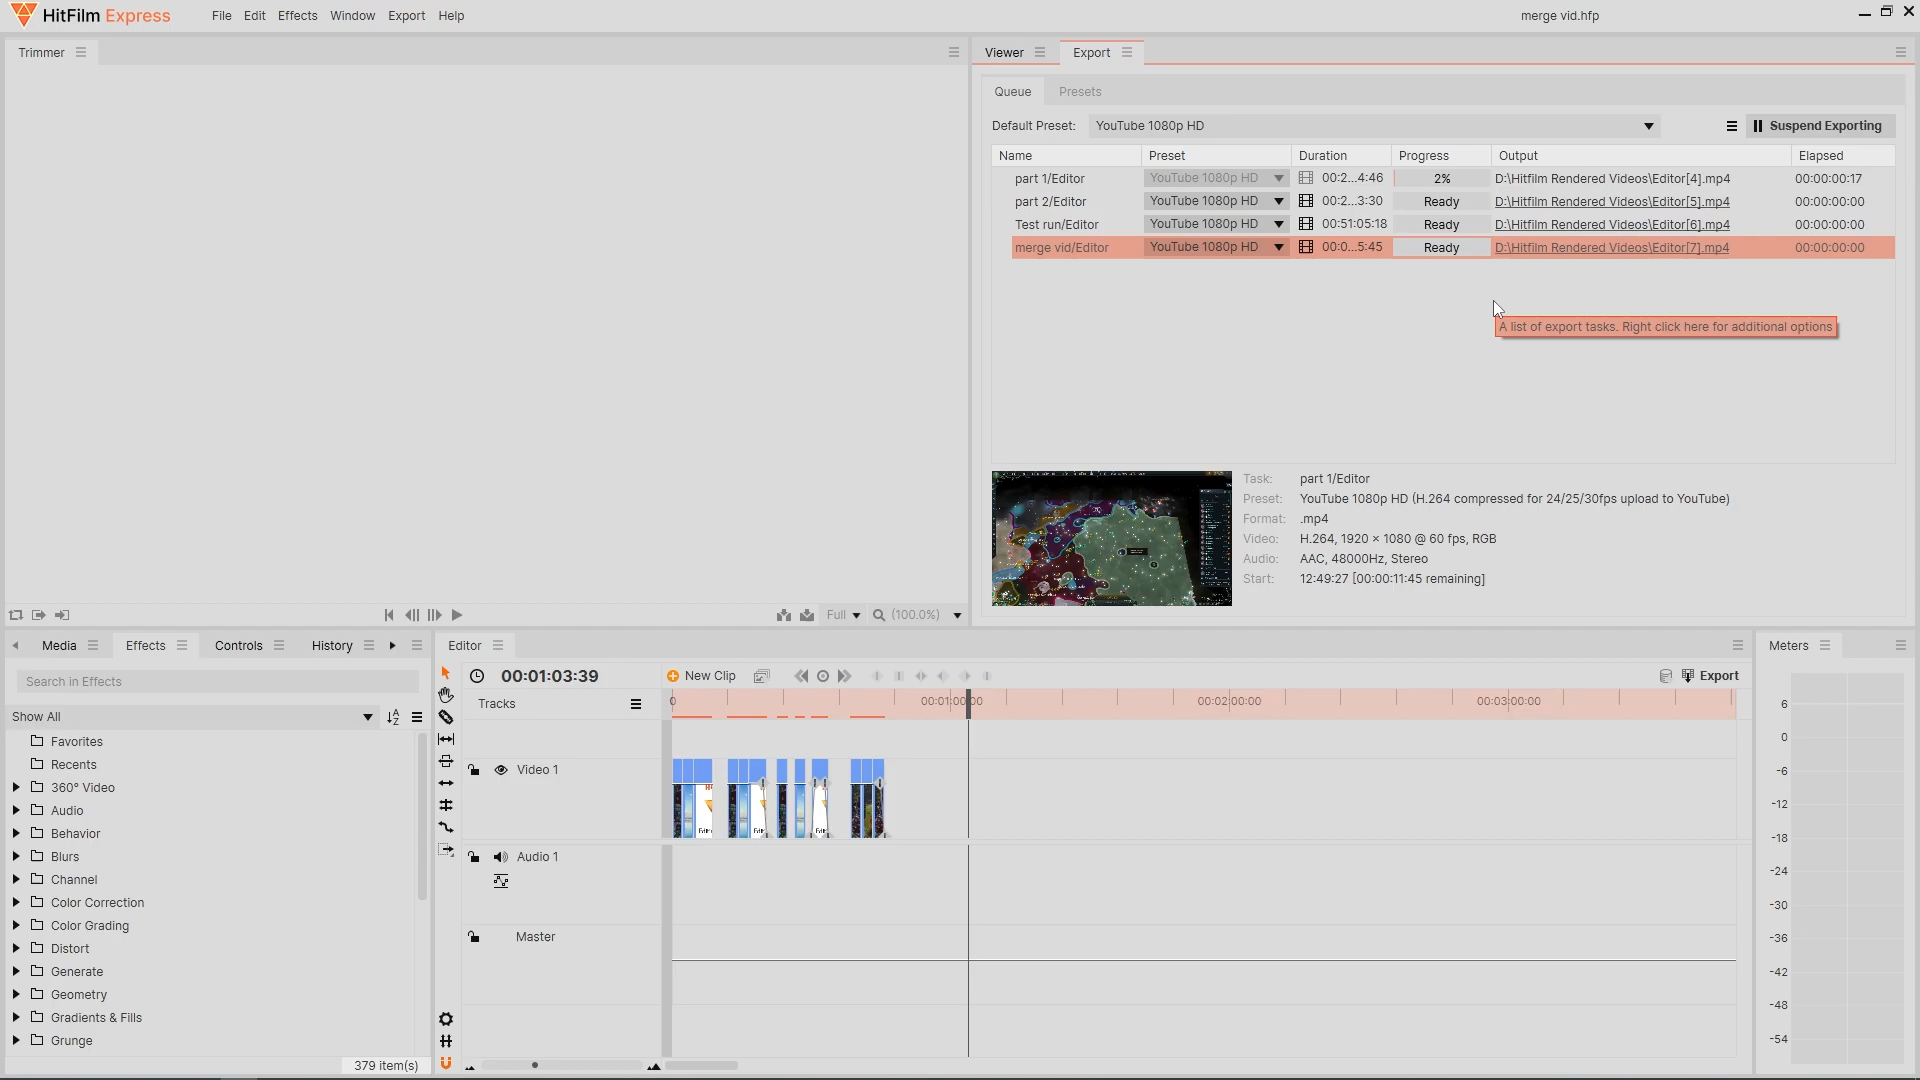 HitFilm Express
File Edit Effects Window Export Help
merge vid.hfp
Trimmer
Viewer Export
Queue Presets
Default Preset: YouTube 1080p HD Suspend Exporting
Name Preset Duration Progress Output Elapsed
part 1/Editor YouTube 1080p HD 00:2...4:46 2% D:\Hitfilm Rendered Videos\Editor[4].mp4 00:00:00:17
part 2/Editor YouTube 1080p HD 00:2...3:30 Ready D:\Hitfilm Rendered Videos\Editor[5].mp4 00:00:00:00
Test run/Editor YouTube 1080p HD 00:51:05:18 Ready D:\Hitfilm Rendered Videos\Editor[6].mp4 00:00:00:00
merge vid/Editor YouTube 1080p HD 00:0...5:45 Ready D:\Hitfilm Rendered Videos\Editor[7].mp4 00:00:00:00
A list of export tasks. Right click here for additional options
Task: part 1/Editor
Preset: YouTube 1080p HD (H.264 compressed for 24/25/30fps upload to YouTube)
Format: .mp4
Video: H.264, 1920 × 1080 @ 60 fps, RGB
Audio: AAC, 48000Hz, Stereo
Start: 12:49:27 [00:00:11:45 remaining]
Full (100.0%)
Media Effects Controls History
Search in Effects
Show All
Favorites
Recents
360° Video
Audio
Behavior
Blurs
Channel
Color Correction
Color Grading
Distort
Generate
Geometry
Gradients & Fills
Grunge
379 item(s)
Editor
00:01:03:39 New Clip Export
Tracks 0 00:01:00:00 00:02:00:00 00:03:00:00
Video 1
Audio 1
Master
Meters
6
0
-6
-12
-18
-24
-30
-36
-42
-48
-54